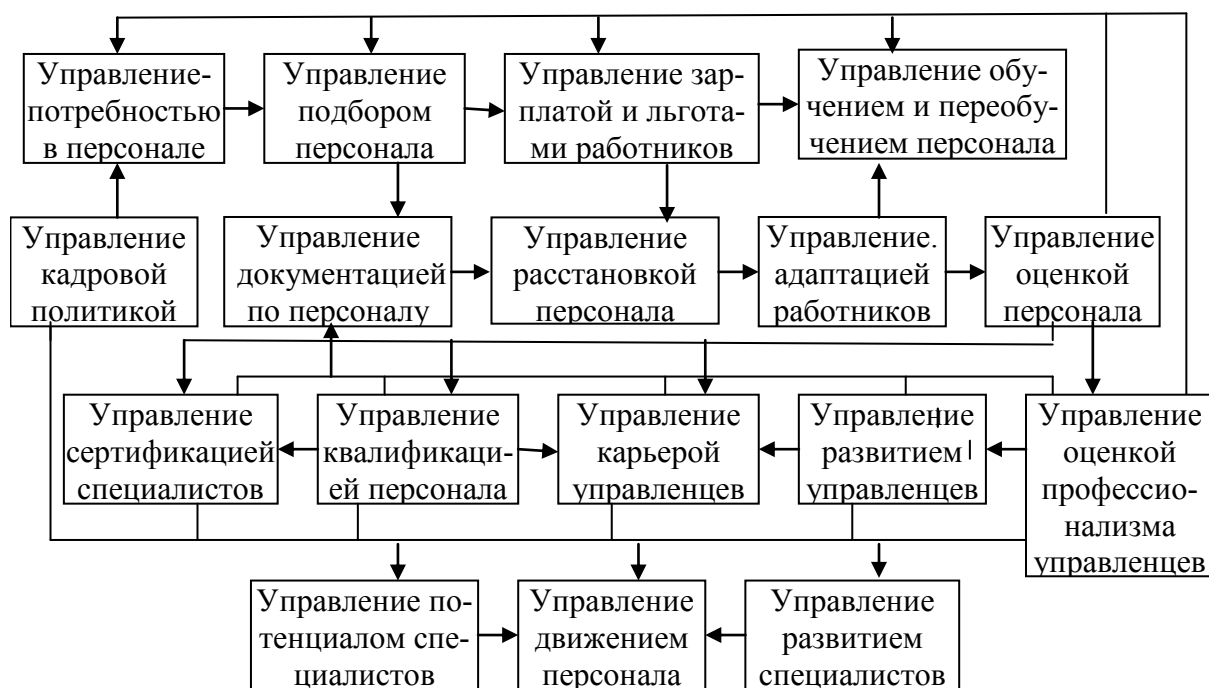 Управление-
потребностью
в персонале
Управление
подбором
персонала
Управление зар-
платой и льгота-
ми работников
Управление обу-
чением и переобу-
чением персонала
Управление
кадровой
политикой
Управление
документацией
по персоналу
Управление
расстановкой
персонала
Управление.
адаптацией
работников
Управление
оценкой
персонала
Управление
сертификацией
специалистов
Управление
квалификаци-
ей персонала
Управление
карьерой
управленцев
Управление
развитием
управленцев
Управление
оценкой
профессио-
нализма
управленцев
Управление по-
тенциалом спе-
циалистов
Управление
движением
персонала
Управление
развитием
специалистов